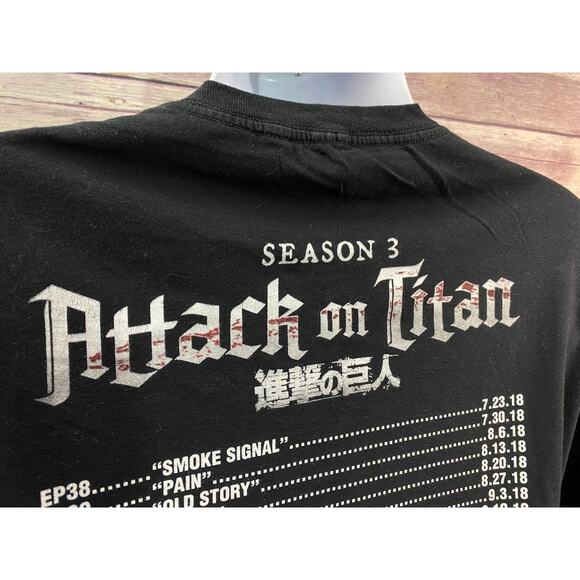 SEASON 3
Attack on Titan
進撃の巨人
EP38........"SMOKE SIGNAL"..........................................7.23.18
"PAIN"..........................................7.30.18
"OLD STORY"..........................................8.6.18
8.13.18
8.20.18
8.27.18
9.3.18